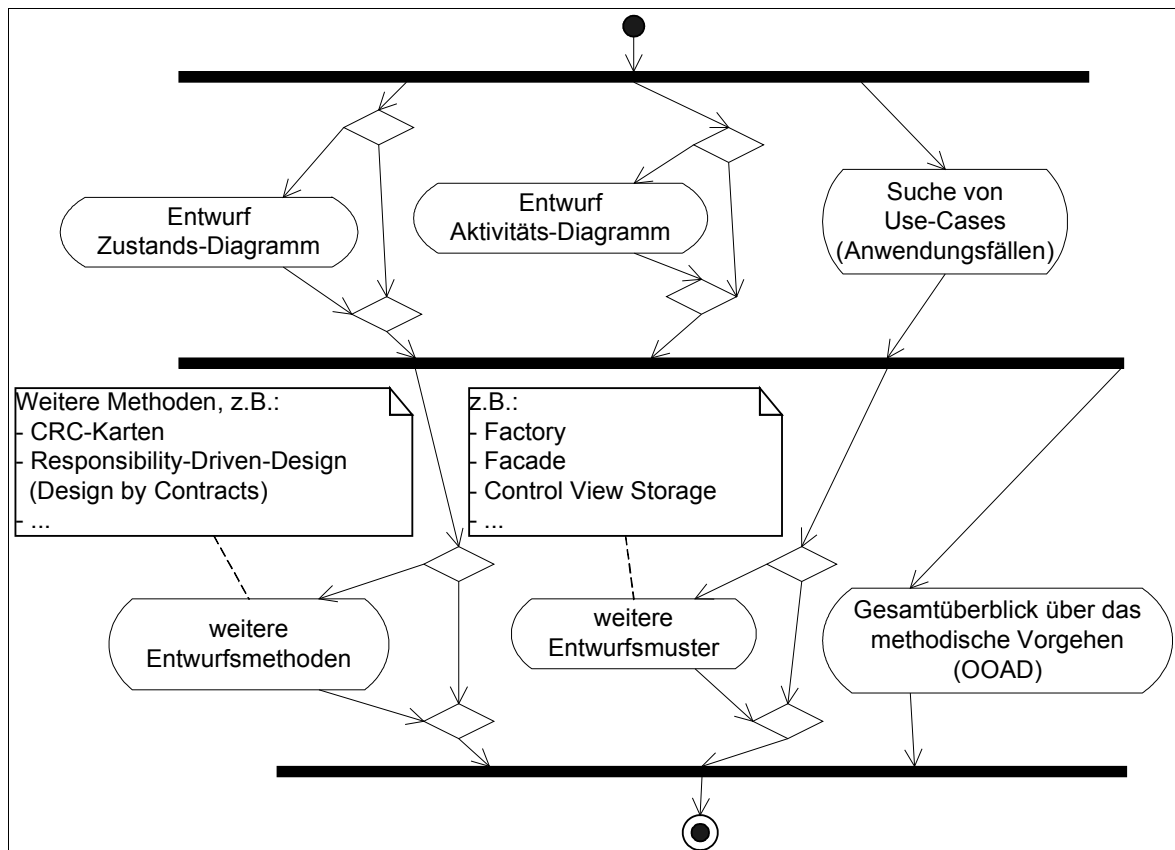 Entwurf
Zustands-Diagramm
Entwurf
Aktivitäts-Diagramm
Suche von
Use-Cases
(Anwendungsfällen)
Weitere Methoden, z.B.:
- CRC-Karten
- Responsibility-Driven-Design
(Design by Contracts)
- ...
z.B.:
- Factory
- Facade
- Control View Storage
- ...
weitere
Entwurfsmethoden
weitere
Entwurfsmuster
Gesamtüberblick über das
methodische Vorgehen
(OOAD)